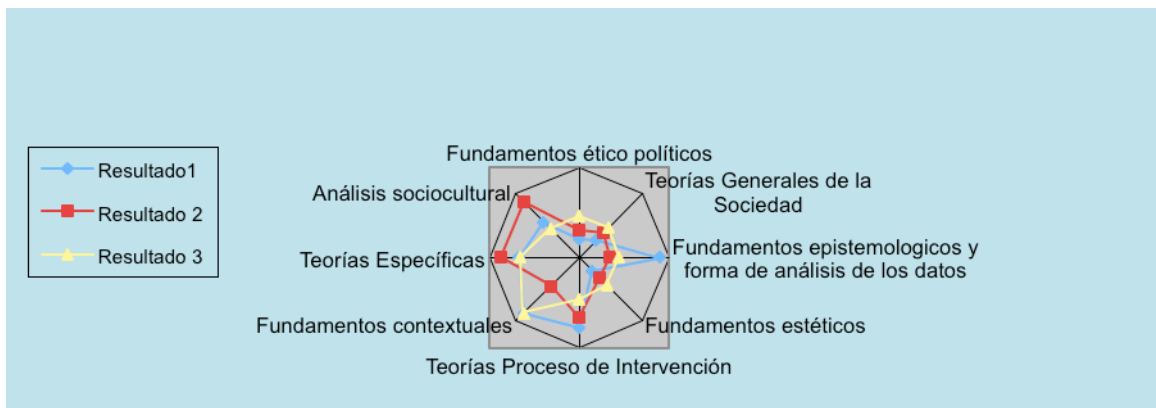 Fundamentos ético políticos
Teorías Generales de la
Sociedad
Fundamentos epistemologicos y
forma de análisis de los datos
Fundamentos estéticos
Teorías Proceso de Intervención
Fundamentos contextuales
Teorías Específicas
Análisis sociocultural
Resultado1
Resultado 2
Resultado 3